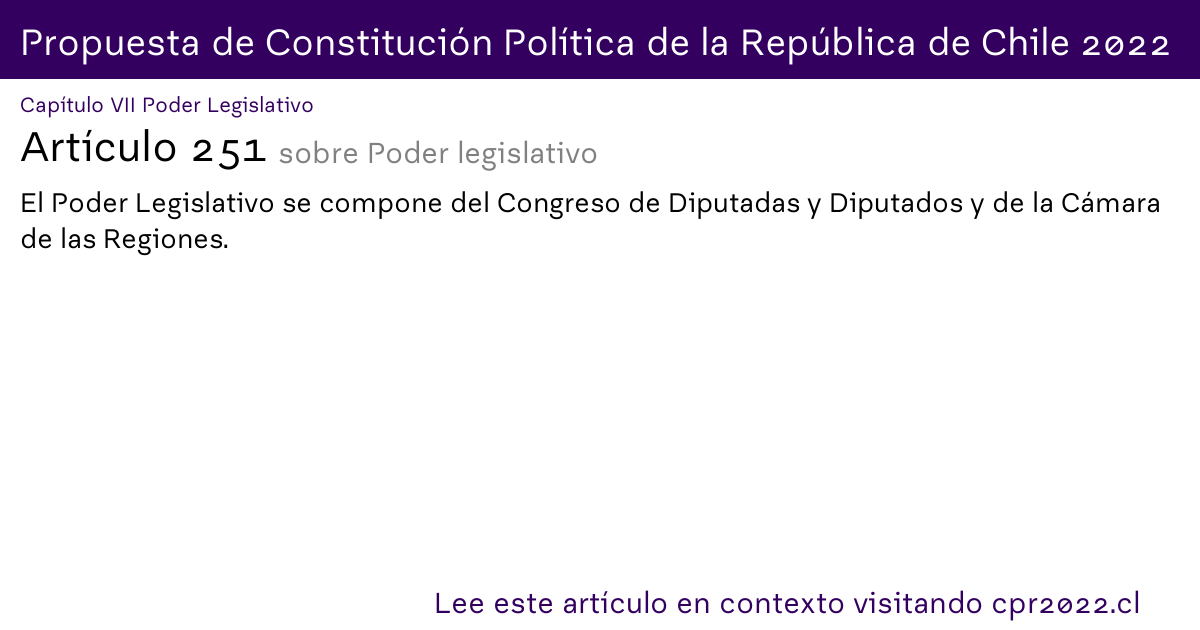 Propuesta de Constitución Política de la República de Chile 2022
Capítulo VII Poder Legislativo
Artículo 251 sobre Poder legislativo
El Poder Legislativo se compone del Congreso de Diputadas y Diputados y de la Cámara
de las Regiones.
Lee este artículo en contexto visitando cpr2022.cl